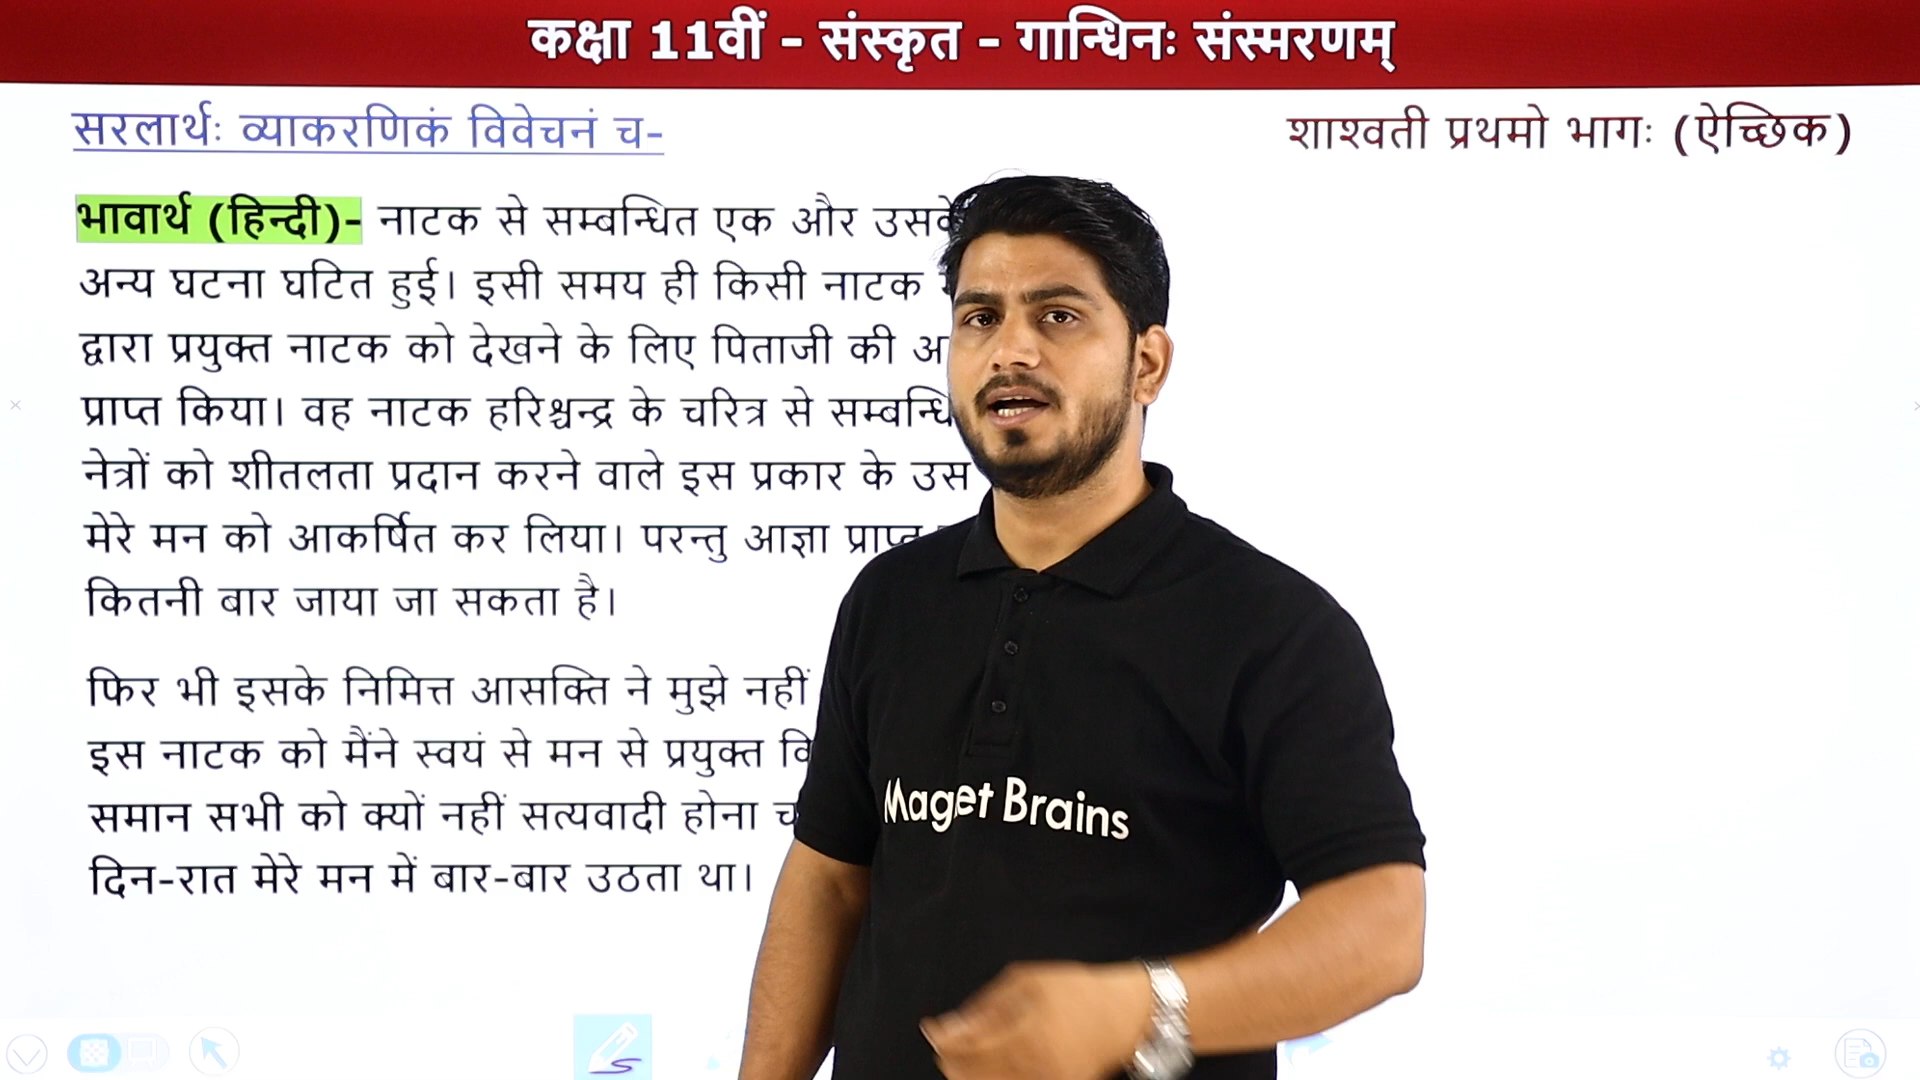 कक्षा 11वीं - संस्कृत - गान्धिनः संस्मरणम्
सरलार्थः व्याकरणिकं विवेचनं च-
शाश्वती प्रथमो भागः (ऐच्छिक)
भावार्थ (हिन्दी)- नाटक से सम्बन्धित एक और
अन्य घटना घटित हुई। इसी समय ही किसी नाटक
द्वारा प्रयुक्त नाटक को देखने के लिए पिताजी की
प्राप्त किया। वह नाटक हरिश्चन्द्र के चरित्र से
नेत्रों को शीतलता प्रदान करने वाले इस प्रकार के उस
मेरे मन को आकर्षित कर लिया। परन्तु आज्ञा प्राप्त
कितनी बार जाया जा सकता है।
फिर भी इसके निमित्त आसक्ति ने मुझे नहीं
इस नाटक को मैंने स्वयं से मन से प्रयुक्त
समान सभी को क्यों नहीं सत्यवादी होना
दिन-रात मेरे मन में बार-बार उठता था।
Brains